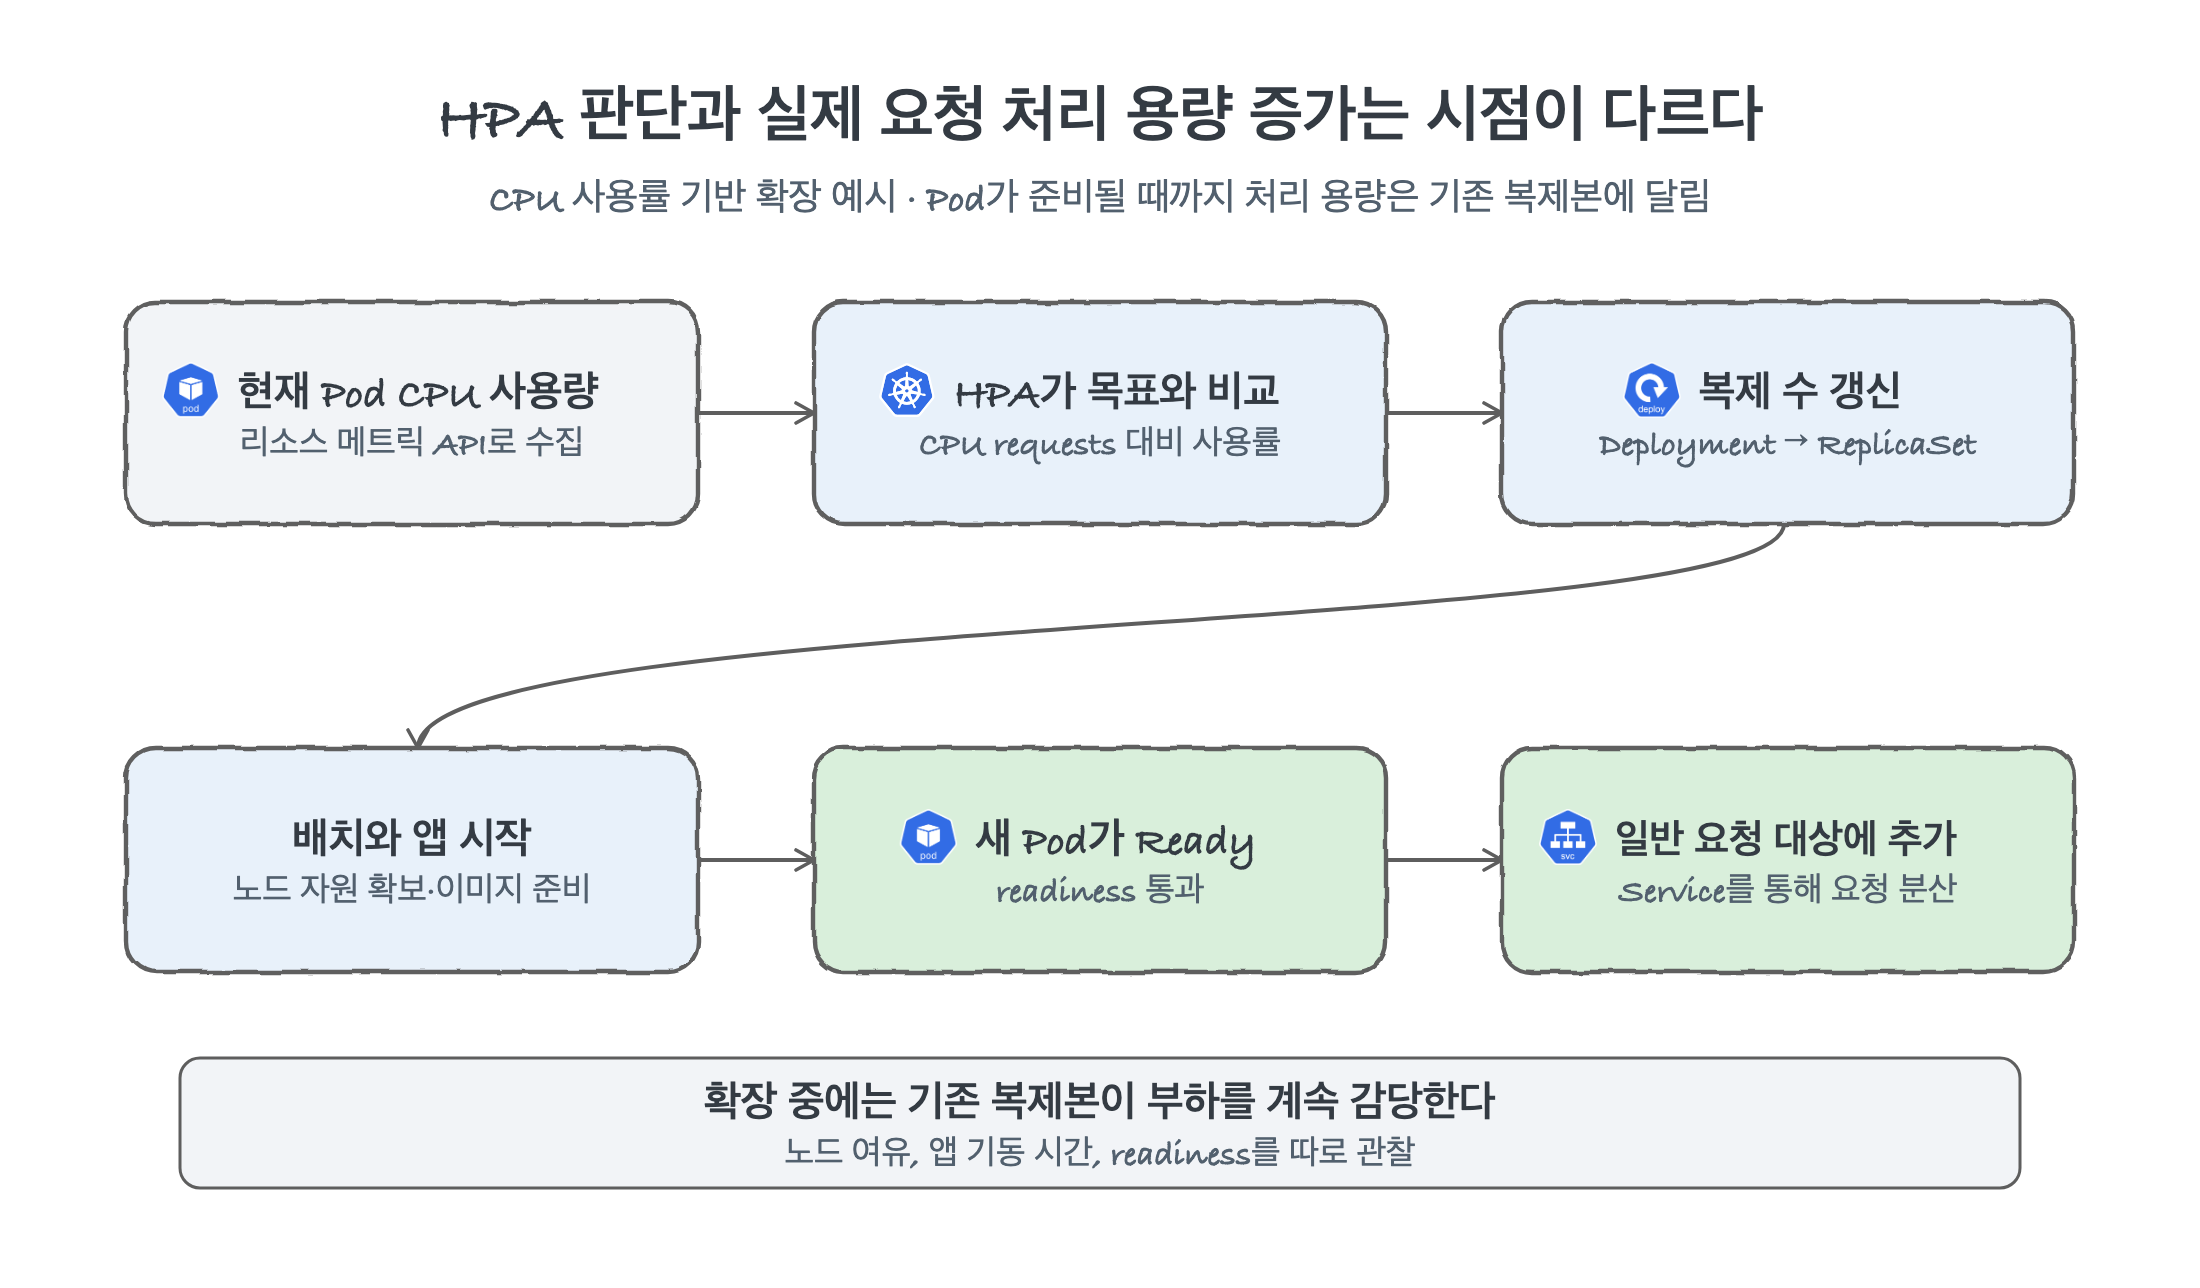 HPA 판단과 실제 요청 처리 용량 증가는 시점이 다르다
CPU 사용률 기반 확장 예시 · Pod가 준비될 때까지 처리 용량은 기존 복제본에 달림
pod
현재 Pod CPU 사용량
리소스 메트릭 API로 수집
HPA가 목표와 비교
CPU requests 대비 사용률
deploy
복제 수 갱신
Deployment → ReplicaSet
배치와 앱 시작
노드 자원 확보·이미지 준비
pod
새 Pod가 Ready
readiness 통과
svc
일반 요청 대상에 추가
Service를 통해 요청 분산
확장 중에는 기존 복제본이 부하를 계속 감당한다
노드 여유, 앱 기동 시간, readiness를 따로 관찰